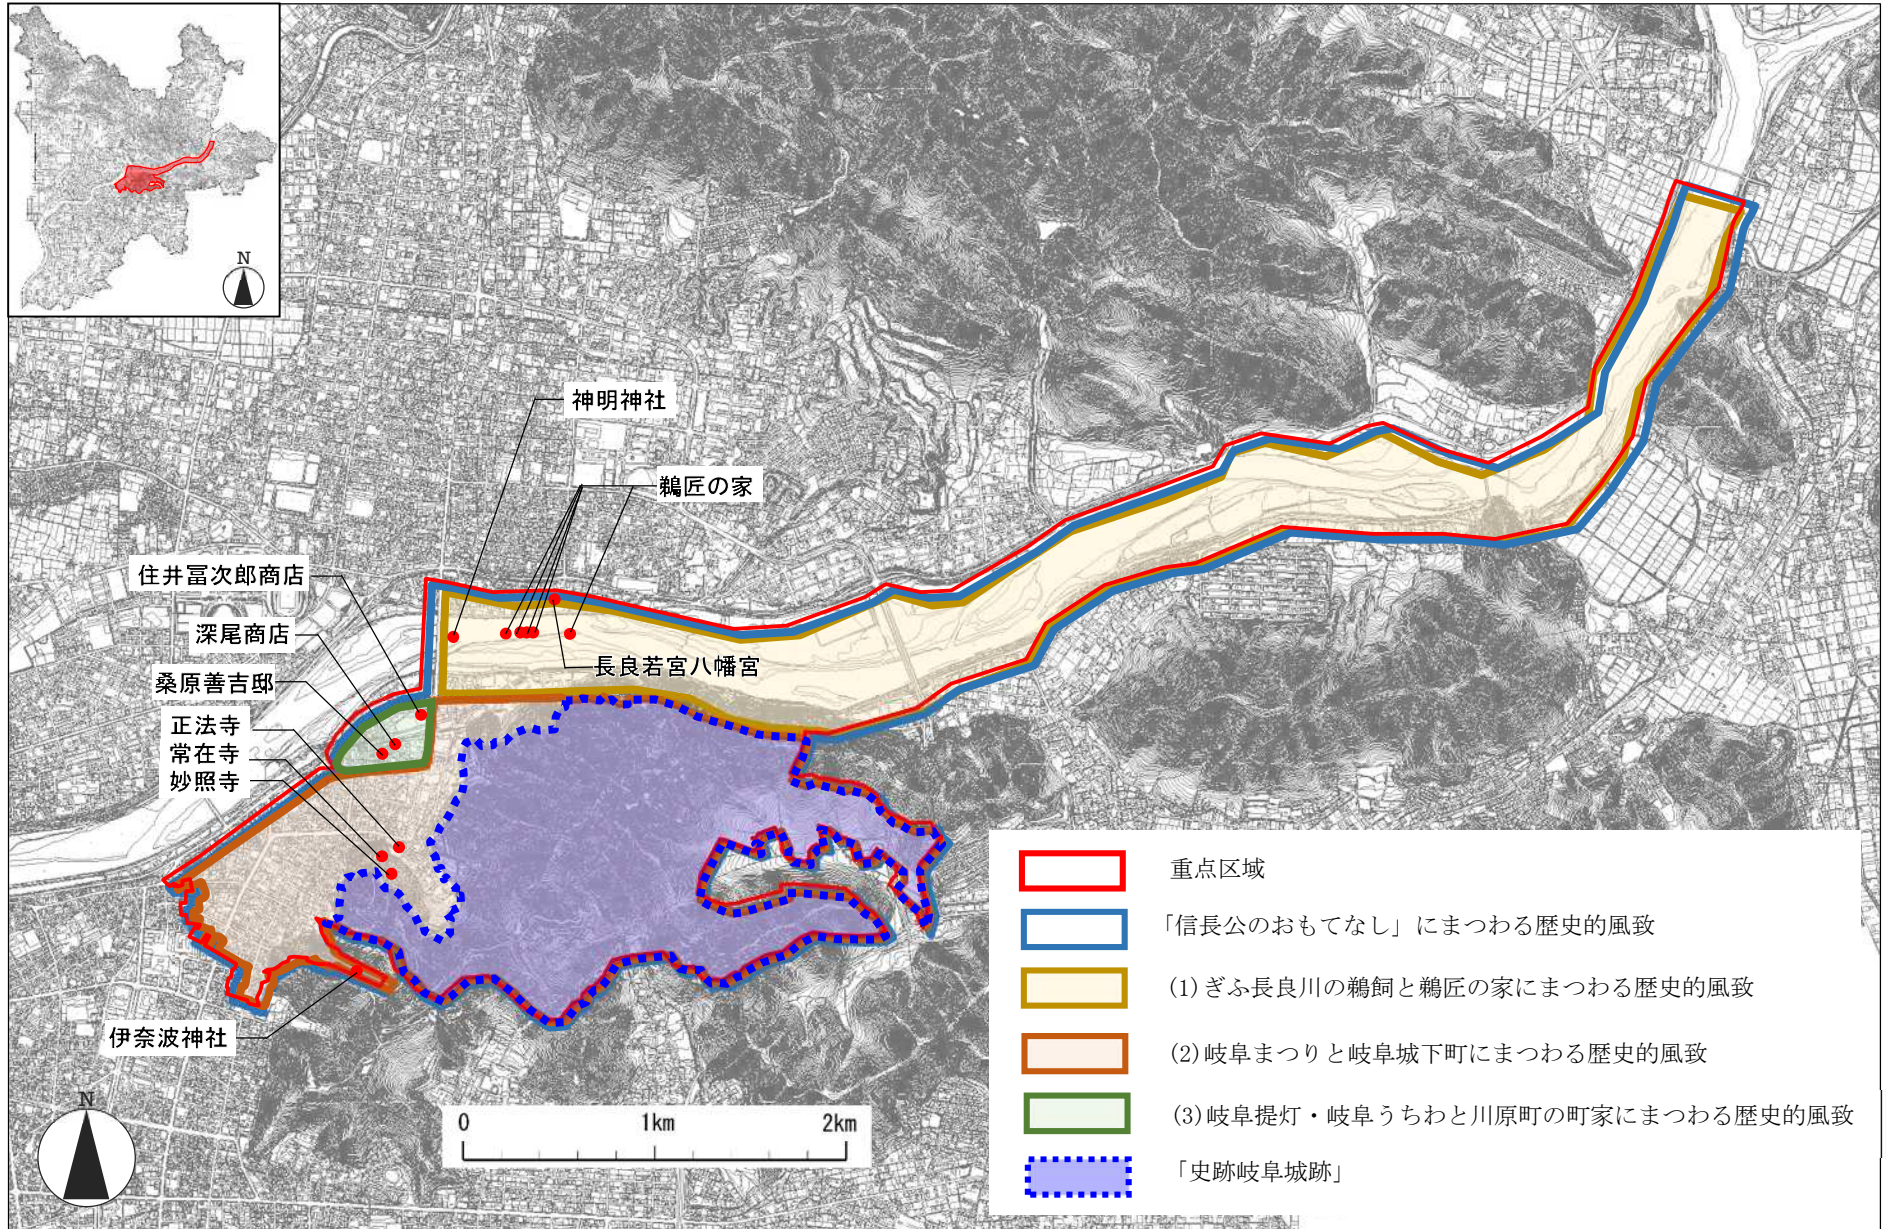 N
神明神社
鵜匠の家
住井冨次郎商店
深尾商店
長良若宮八幡宮
桑原善吉邸
正法寺
常在寺
妙照寺
伊奈波神社
重点区域
「信長公のおもてなし」にまつわる歴史的風致
(1)ぎふ長良川の鵜飼と鵜匠の家にまつわる歴史的風致
(2)岐阜まつりと岐阜城下町にまつわる歴史的風致
(3)岐阜提灯・岐阜うちわと川原町の町家にまつわる歴史的風致
「史跡岐阜城跡」
N
0 1km 2km